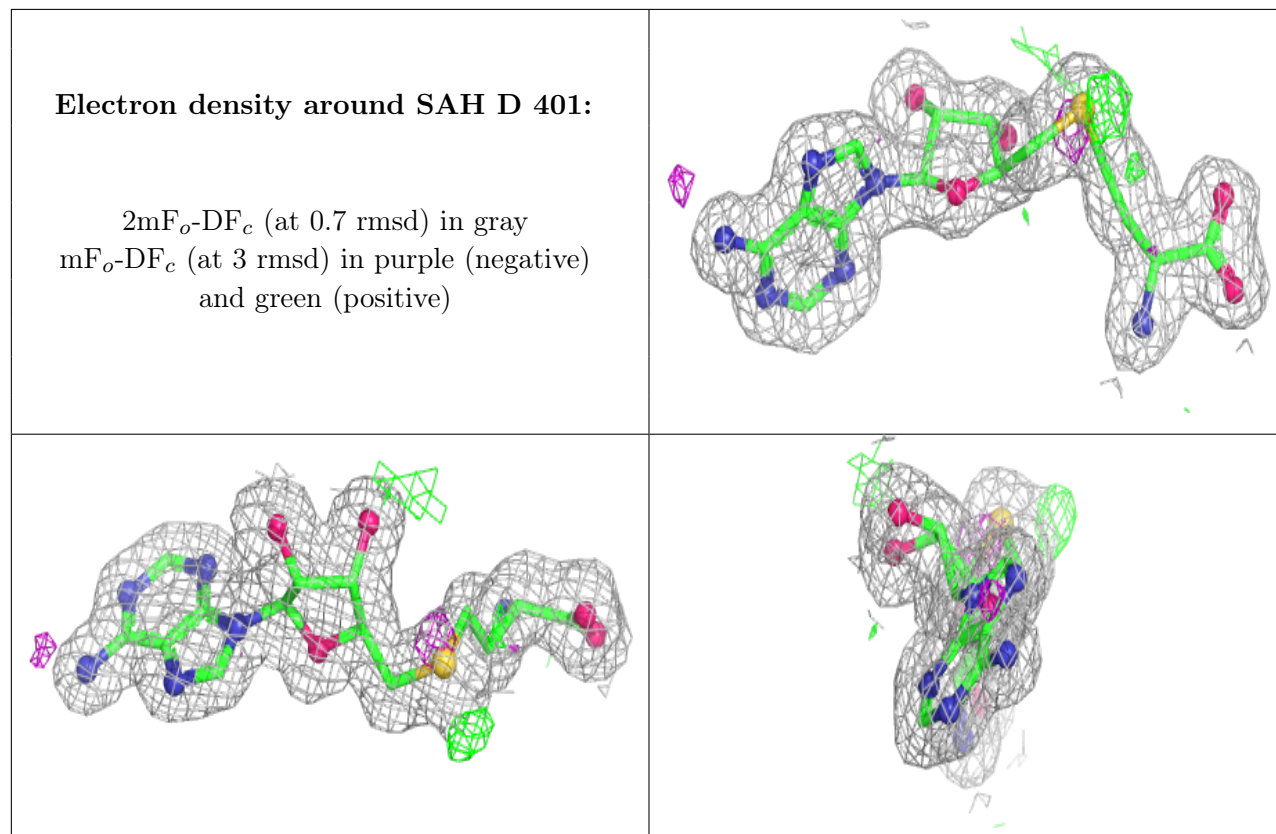 Electron density around SAH D 401:
2mFo-DFc (at 0.7 rmsd) in gray
mFo-DFc (at 3 rmsd) in purple (negative)
and green (positive)